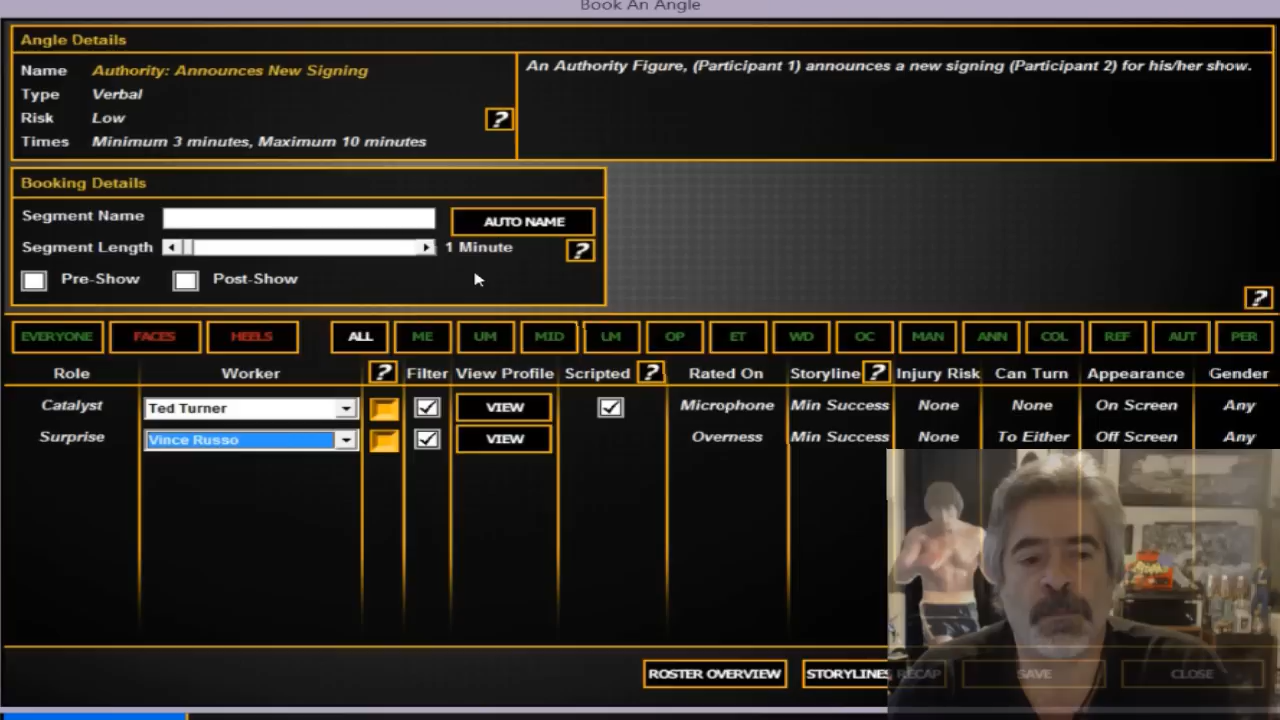 Book An Angle
Angle Details
Name Authority: Announces New Signing
Type Verbal
Risk Low
?
Times Minimum 3 minutes, Maximum 10 minutes
An Authority Figure, (Participant 1) announces a new signing (Participant 2) for his/her show.
Booking Details
Segment Name AUTO NAME
Segment Length 1 Minute ?
Pre-Show Post-Show
?
EVERYONE FACES HEELS ALL ME UM MID LM OP ET WD OC MAN ANN COL REF AUT PER
Role Worker ? Filter View Profile Scripted ? Rated On Storyline ? Injury Risk Can Turn Appearance Gender
Catalyst Ted Turner VIEW Microphone Min Success None None On Screen Any
Surprise Vince Russo VIEW Overness Min Success None To Either Off Screen Any
ROSTER OVERVIEW STORYLINES RECAP SAVE CLOSE